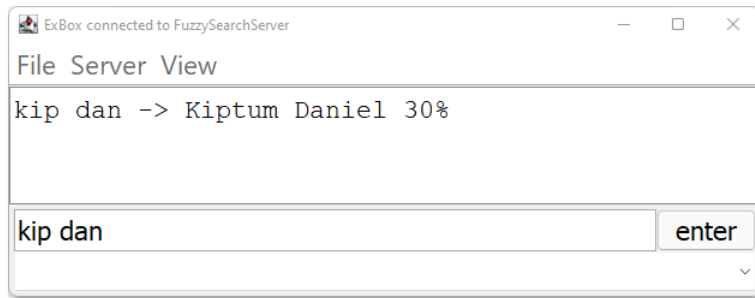 ExBox connected to FuzzySearchServer
File Server View
kip dan -> Kiptum Daniel 30%
kip dan enter